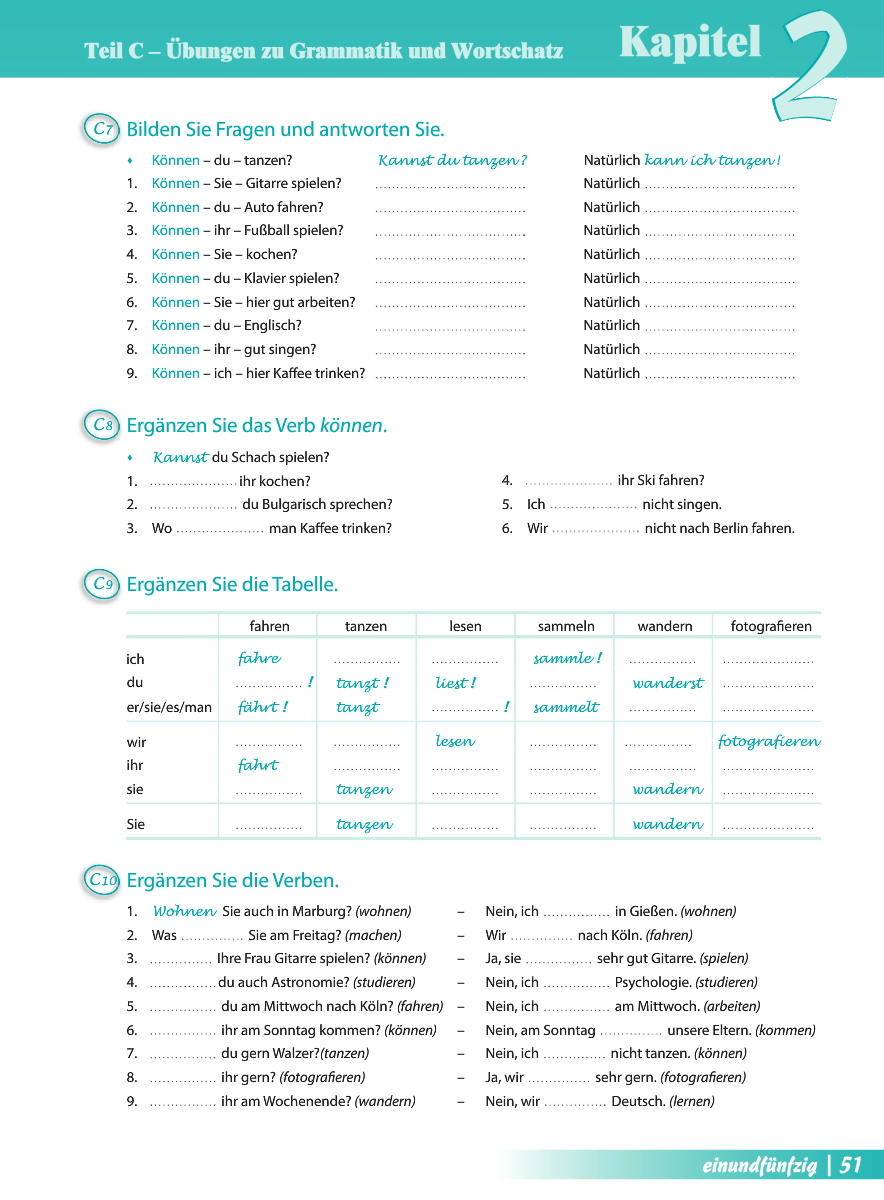 Teil C – Übungen zu Grammatik und Wortschatz Kapitel 2
C7 Bilden Sie Fragen und antworten Sie.
♦ Können – du – tanzen? Kannst du tanzen? Natürlich kann ich tanzen!
1. Können – Sie – Gitarre spielen? .................................... Natürlich ....................................
2. Können – du – Auto fahren? .................................... Natürlich ....................................
3. Können – ihr – Fußball spielen? .................................... Natürlich ....................................
4. Können – Sie – kochen? .................................... Natürlich ....................................
5. Können – du – Klavier spielen? .................................... Natürlich ....................................
6. Können – Sie – hier gut arbeiten? .................................... Natürlich ....................................
7. Können – du – Englisch? .................................... Natürlich ....................................
8. Können – ihr – gut singen? .................................... Natürlich ....................................
9. Können – ich – hier Kaffee trinken? .................................... Natürlich ....................................
C8 Ergänzen Sie das Verb können.
♦ Kannst du Schach spielen?
1. ..................... ihr kochen?
2. ..................... du Bulgarisch sprechen?
3. Wo ..................... man Kaffee trinken?
4. ..................... ihr Ski fahren?
5. Ich ..................... nicht singen.
6. Wir ..................... nicht nach Berlin fahren.
C9 Ergänzen Sie die Tabelle.
fahren tanzen lesen sammeln wandern fotografieren
ich fahre ................ ................ sammle ! ................ ......................
du ................ ! tanzt ! liest ! ................ wanderst ......................
er/sie/es/man fährt ! tanzt ................ ! sammelt ................ ......................
wir ................ ................ lesen ................ ................ fotografieren
ihr fahrt ................ ................ ................ ................ ......................
sie ................ tanzen ................ ................ wandern ......................
Sie ................ tanzen ................ ................ wandern ......................
C10 Ergänzen Sie die Verben.
1. Wohnen Sie auch in Marburg? (wohnen) – Nein, ich ................ in Gießen. (wohnen)
2. Was ............... Sie am Freitag? (machen) – Wir ............... nach Köln. (fahren)
3. ............... Ihre Frau Gitarre spielen? (können) – Ja, sie ................ sehr gut Gitarre. (spielen)
4. ................ du auch Astronomie? (studieren) – Nein, ich ................ Psychologie. (studieren)
5. ................ du am Mittwoch nach Köln? (fahren) – Nein, ich ................ am Mittwoch. (arbeiten)
6. ................ ihr am Sonntag kommen? (können) – Nein, am Sonntag ............... unsere Eltern. (kommen)
7. ................ du gern Walzer?(tanzen) – Nein, ich ............... nicht tanzen. (können)
8. ................ ihr gern? (fotografieren) – Ja, wir ............... sehr gern. (fotografieren)
9. ................ ihr am Wochenende? (wandern) – Nein, wir ............... Deutsch. (lernen)
einundfünfzig | 51